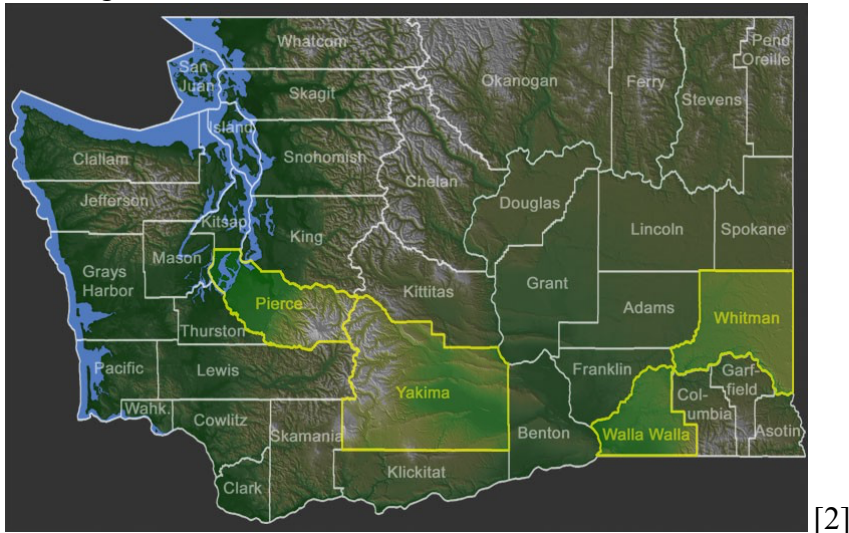 Whatcom
Pend
Oreille
San
Juan
Okanogan
Ferry
Stevens
Skagit
Island
Snohomish
Clallam
Chelan
Jefferson
Douglas
Kitsap
King
Lincoln
Spokane
Mason
Grays
Harbor
Pierce
Kittitas
Grant
Adams
Whitman
Thurston
Pacific
Lewis
Yakima
Franklin
Col-
umbia
Garf-
field
Wahk.
Cowlitz
Skamania
Benton
Walla Walla
Asotin
Klickitat
Clark
[2]